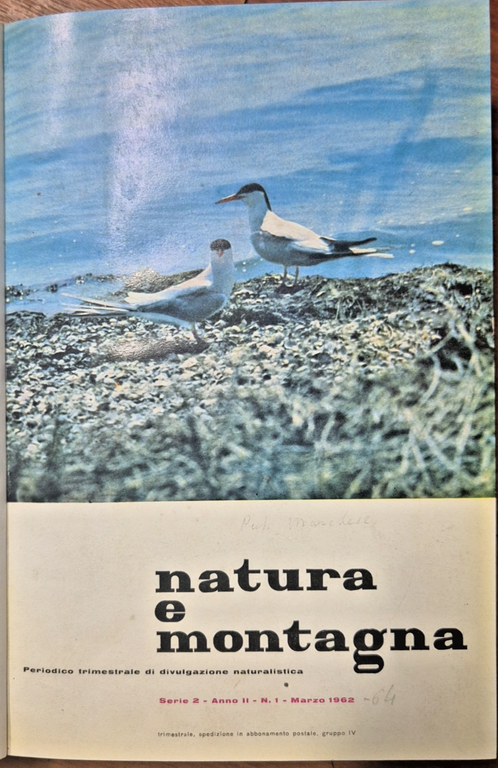 natura
e
montagna
Periodico trimestrale di divulgazione naturalistica
Serie 2 - Anno II - N. 1 - Marzo 1962 -64
trimestrale, spedizione in abbonamento postale, gruppo IV